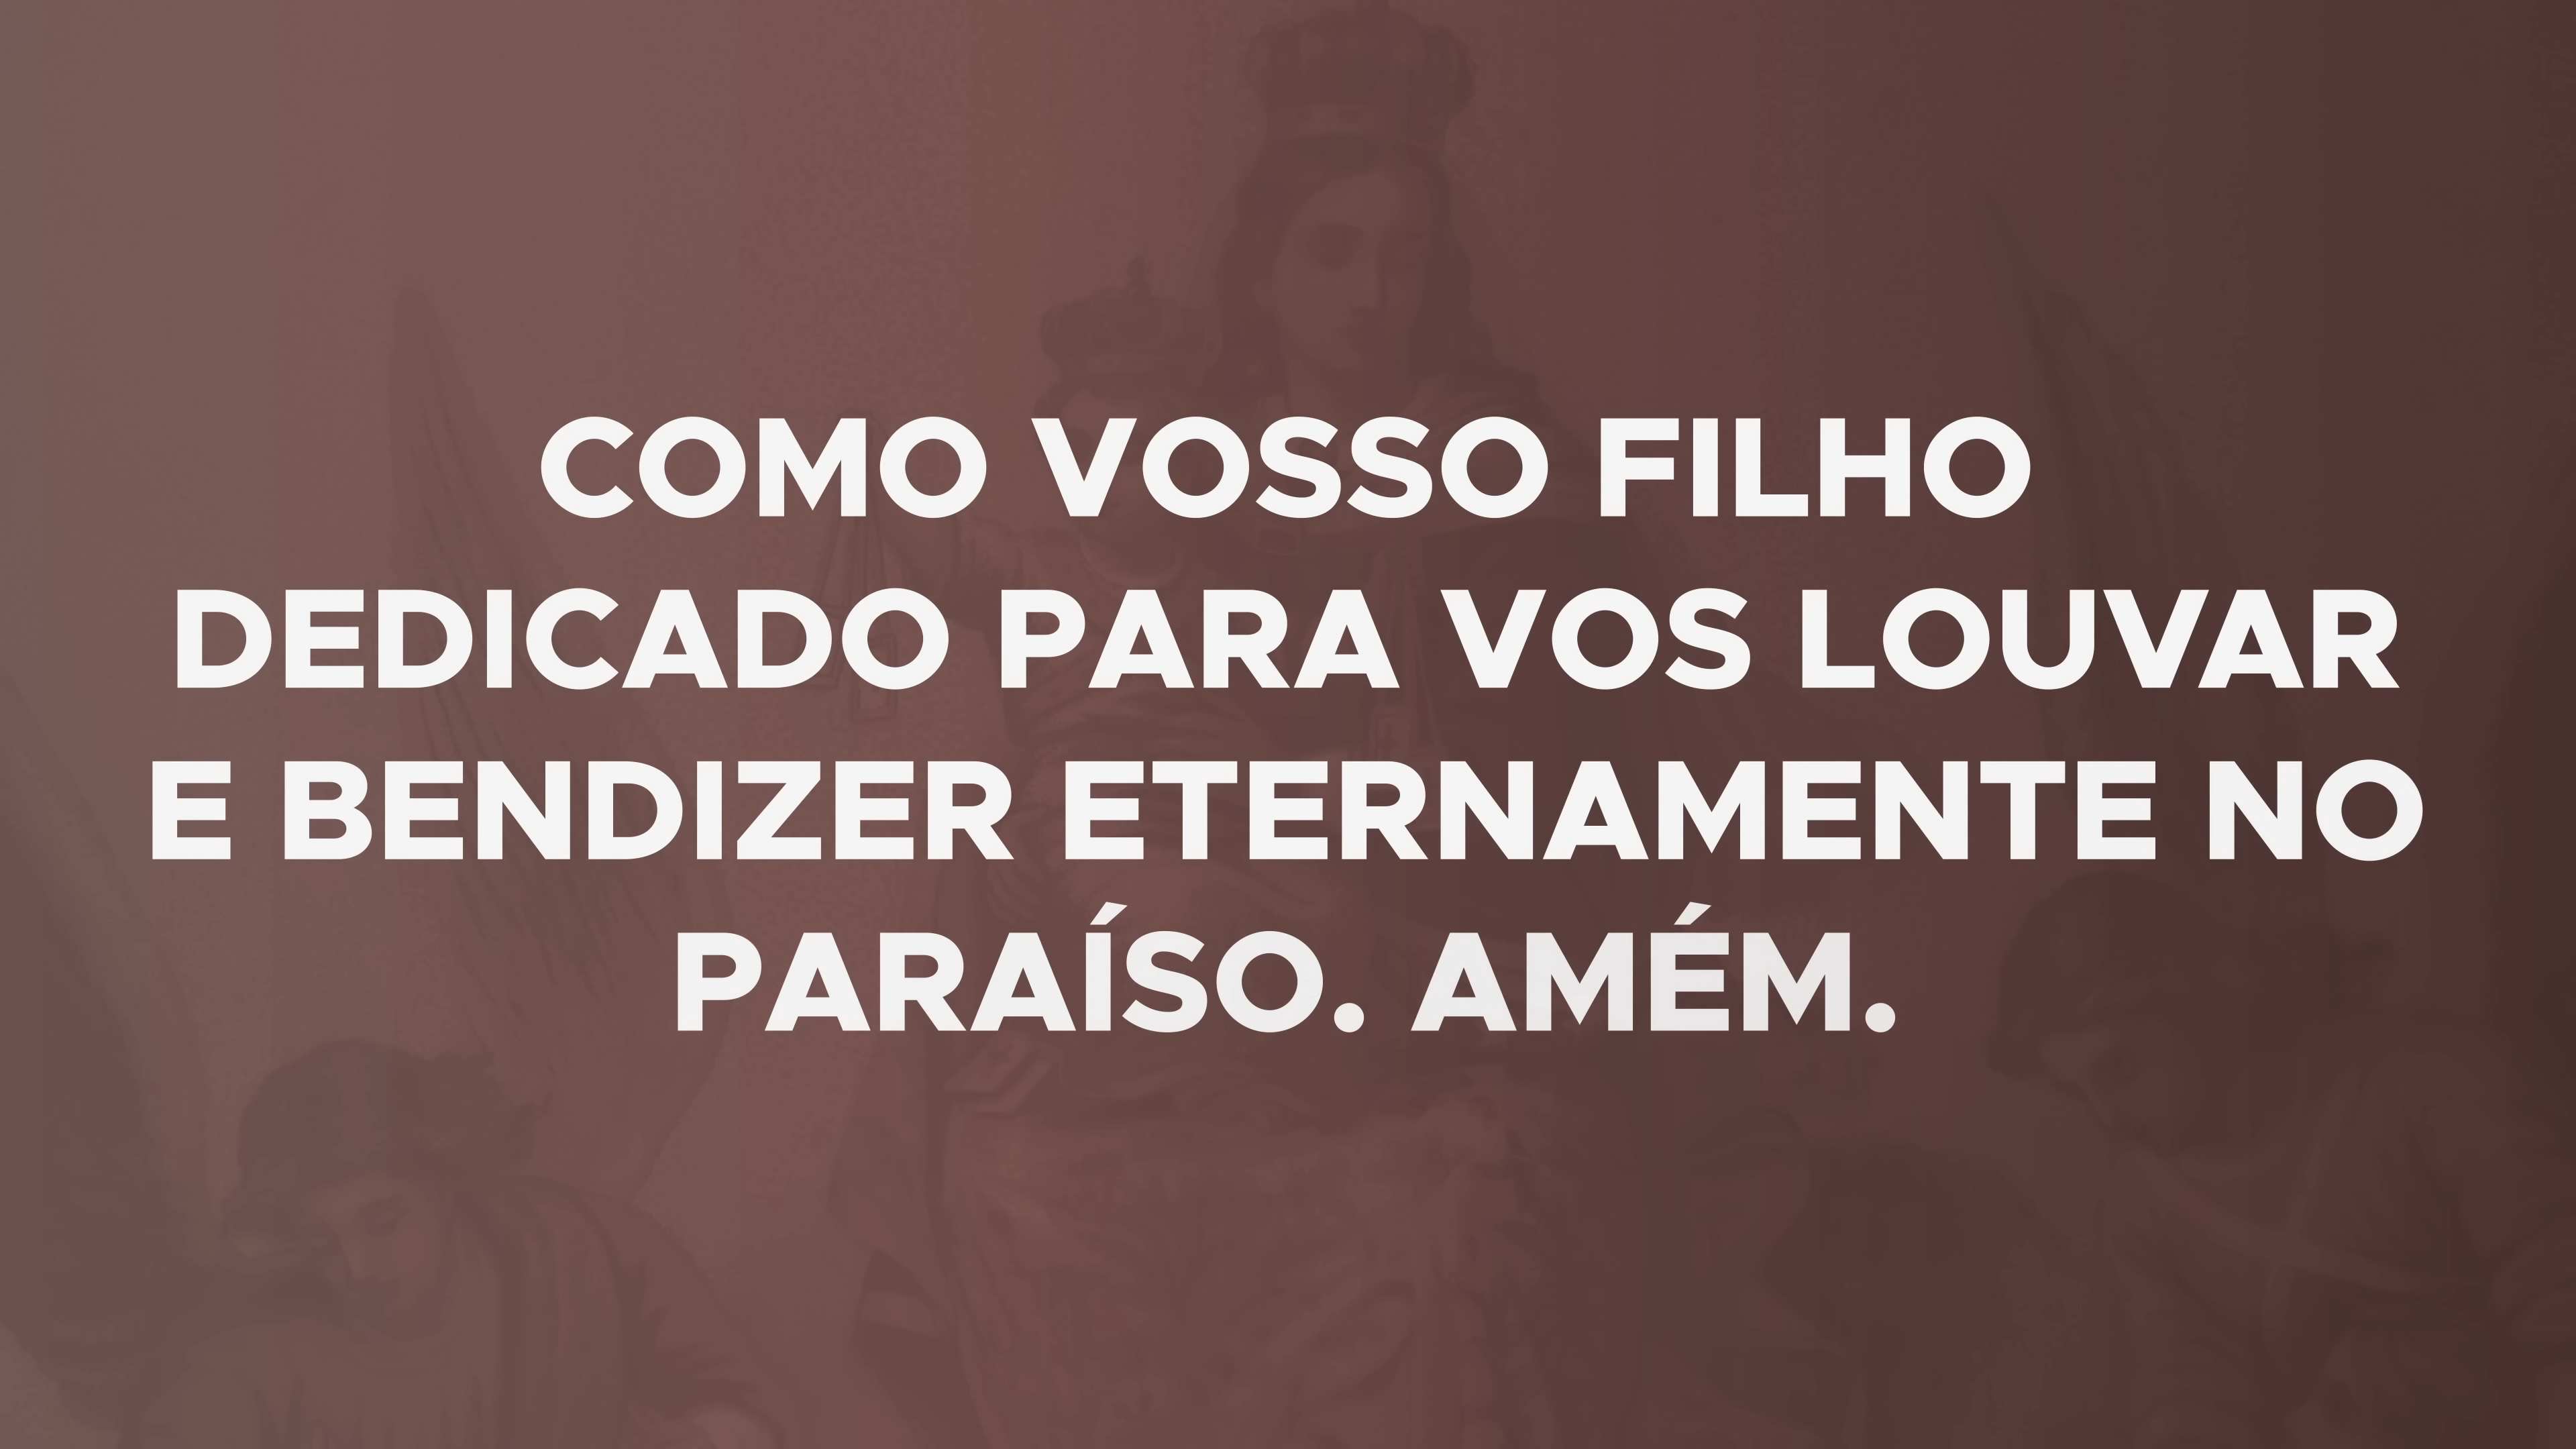 COMO VOSSO FILHO
DEDICADO PARA VOS LOUVAR
E BENDIZER ETERNAMENTE NO
PARAÍSO. AMÉM.